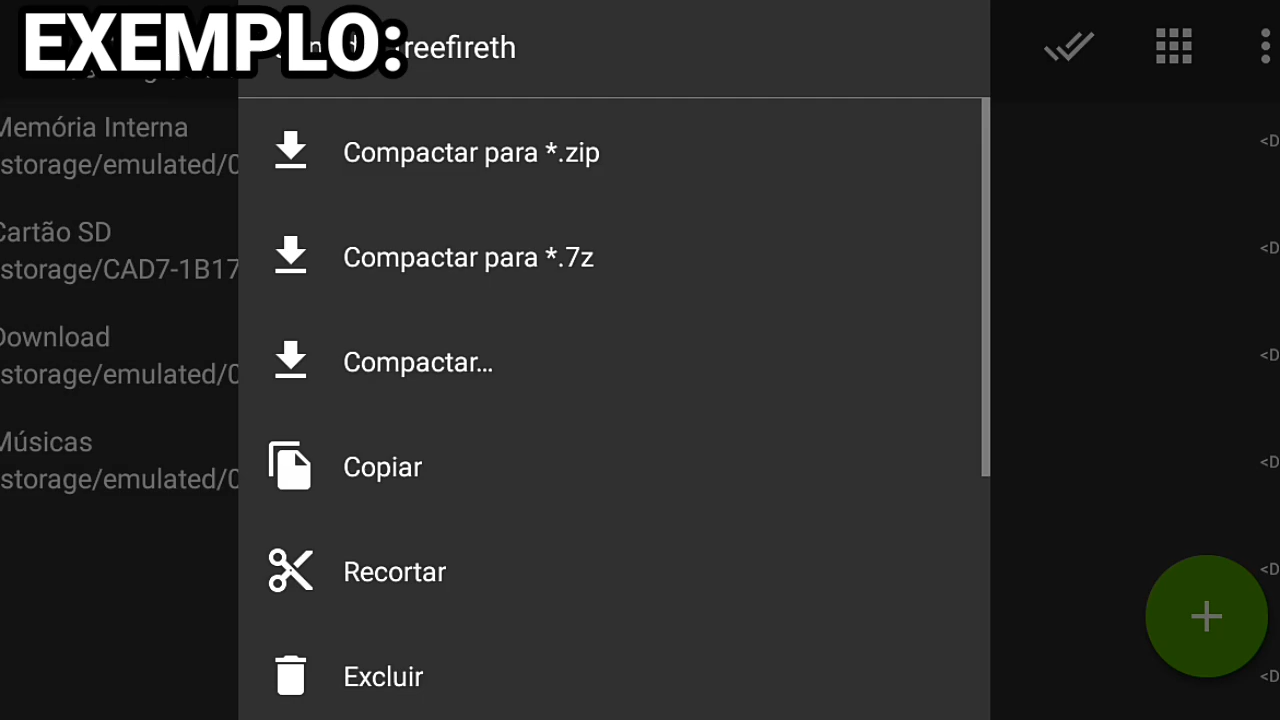 EXEMPLO:
reefireth
Memória Interna
storage/emulated/0
Cartão SD
storage/CAD7-1B17
Download
storage/emulated/0
Músicas
storage/emulated/0
Compactar para *.zip
Compactar para *.7z
Compactar...
Copiar
Recortar
Excluir
<D
<D
<D
<D
<D
<D